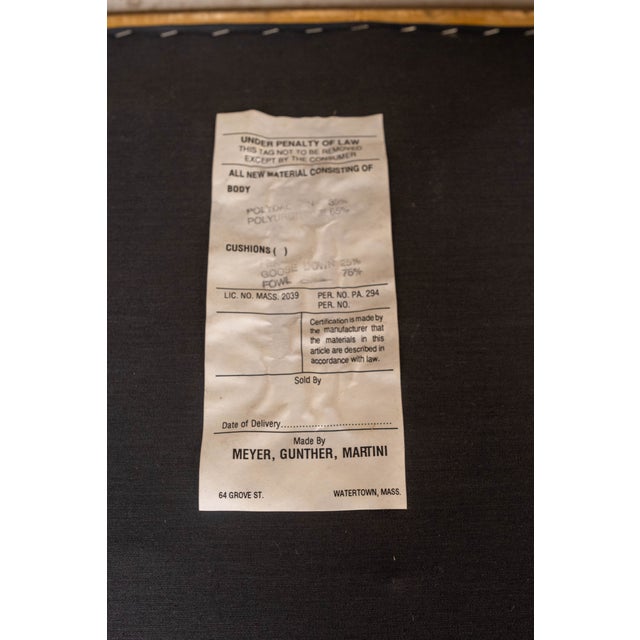 UNDER PENALTY OF LAW
THIS TAG NOT TO BE REMOVED
EXCEPT BY THE CONSUMER
ALL NEW MATERIAL CONSISTING OF
BODY
65%
CUSHIONS ( )
GOOSE DOWN 25%
FOWL
LIC. NO. MASS. 2039
PER. NO. PA. 294
PER. NO.
Certification is made by
the manufacturer that
the materials in this
article are described in
accordance with law.
Sold By
Date of Delivery
Made By
MEYER, GUNTHER, MARTINI
64 GROVE ST.
WATERTOWN, MASS.